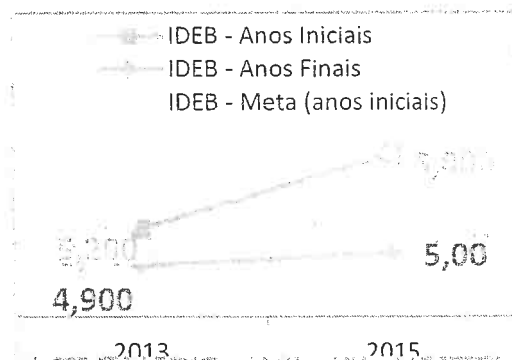 IDEB - Anos Iniciais
IDEB - Anos Finais
IDEB - Meta (anos iniciais)
5,00
4,900
2013 2015